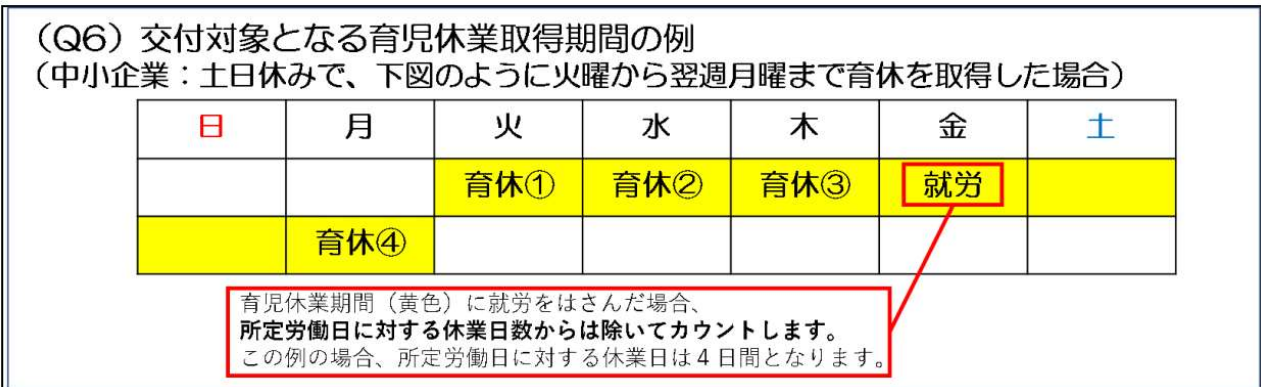 （Q6）交付対象となる育児休業取得期間の例
（中小企業：土日休みで、下図のように火曜から翌週月曜まで育休を取得した場合）
日 月 火 水 木 金 土
育休① 育休② 育休③ 就労
育休④
育児休業期間（黄色）に就労をはさんだ場合、
所定労働日に対する休業日数からは除いてカウントします。
この例の場合、所定労働日に対する休業日は４日間となります。